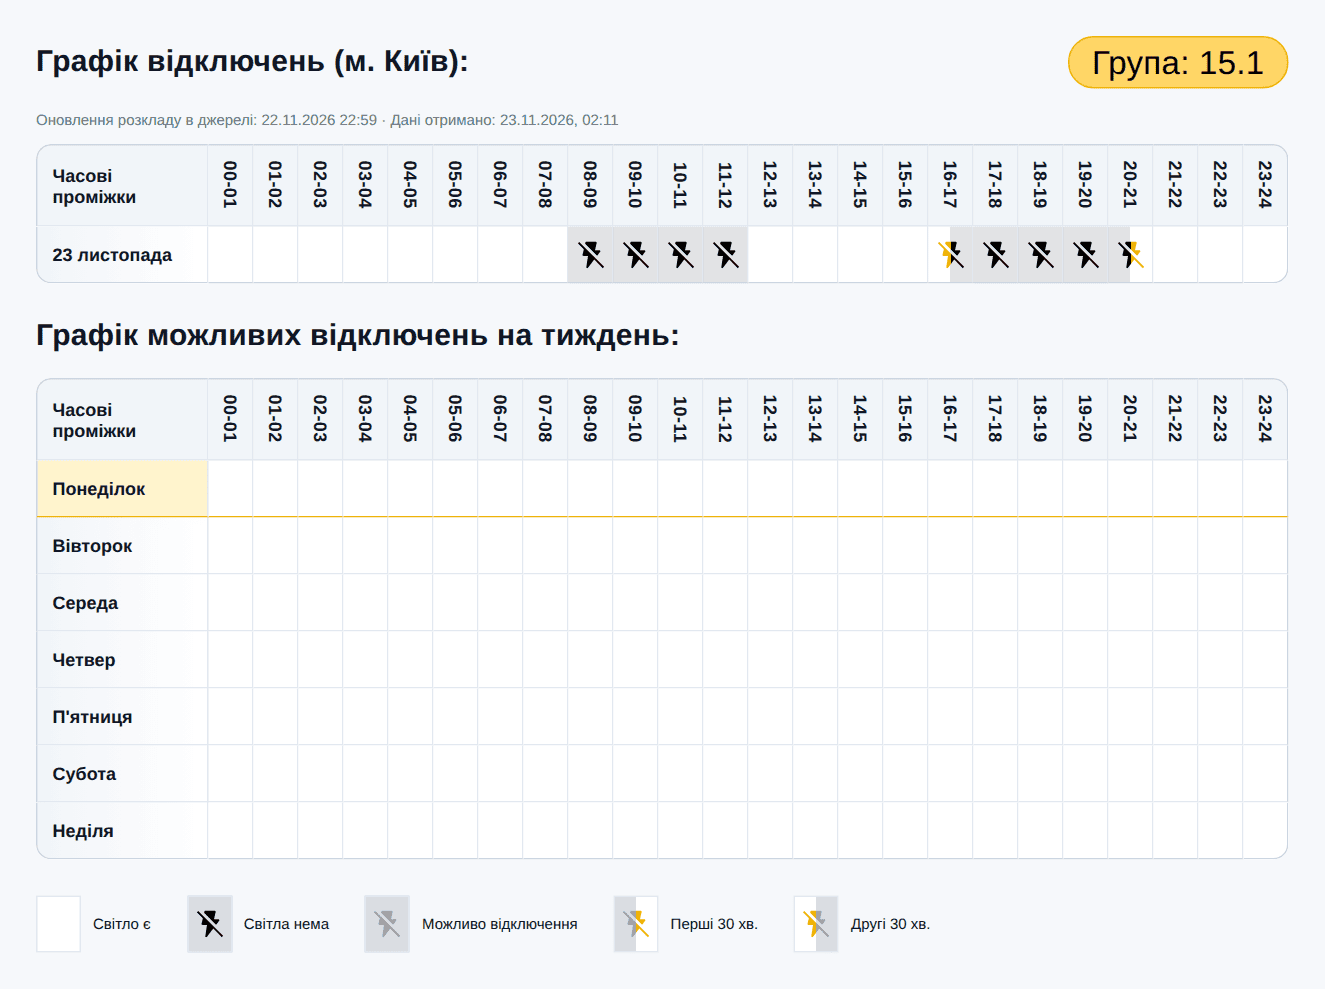 Графік відключень (м. Київ):
Група: 15.1
Оновлення розкладу в джерелі: 22.11.2026 22:59 · Дані отримано: 23.11.2026, 02:11
Часові проміжки 00-01 01-02 02-03 03-04 04-05 05-06 06-07 07-08 08-09 09-10 10-11 11-12 12-13 13-14 14-15 15-16 16-17 17-18 18-19 19-20 20-21 21-22 22-23 23-24
23 листопада
Графік можливих відключень на тиждень:
Часові проміжки 00-01 01-02 02-03 03-04 04-05 05-06 06-07 07-08 08-09 09-10 10-11 11-12 12-13 13-14 14-15 15-16 16-17 17-18 18-19 19-20 20-21 21-22 22-23 23-24
Понеділок
Вівторок
Середа
Четвер
П'ятниця
Субота
Неділя
Світло є Світла нема Можливо відключення Перші 30 хв. Другі 30 хв.